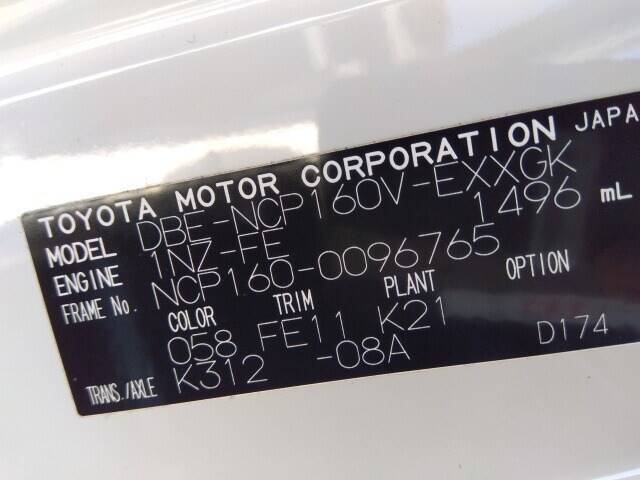 TOYOTA MOTOR CORPORATION JAPA
MODEL DBE-NCP160V-EXXGK
ENGINE 1NZ-FE 1496 mL
FRAME No. NCP160-0096765
COLOR TRIM PLANT OPTION
058 FE11 K21
TRANS./AXLE K312 -08A D174